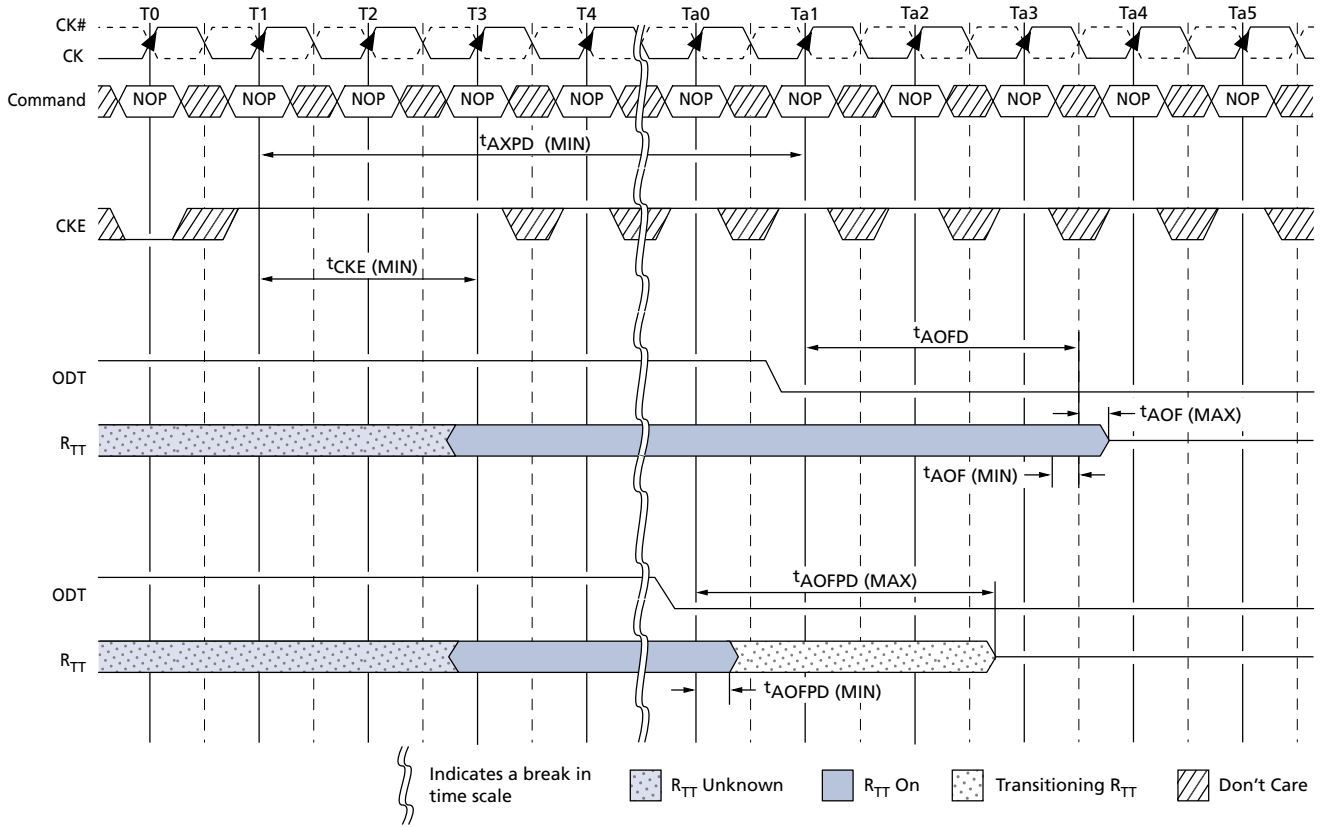 T0 T1 T2 T3 T4 Ta0 Ta1 Ta2 Ta3 Ta4 Ta5
CK#
CK
Command NOP NOP NOP NOP NOP NOP NOP NOP NOP NOP NOP
tAXPD (MIN)
CKE
tCKE (MIN)
tAOFD
ODT
tAOF (MAX)
RTT
tAOF (MIN)
tAOFPD (MAX)
ODT
RTT
tAOFPD (MIN)
Indicates a break in
time scale
RTT Unknown
RTT On
Transitioning RTT
Don't Care